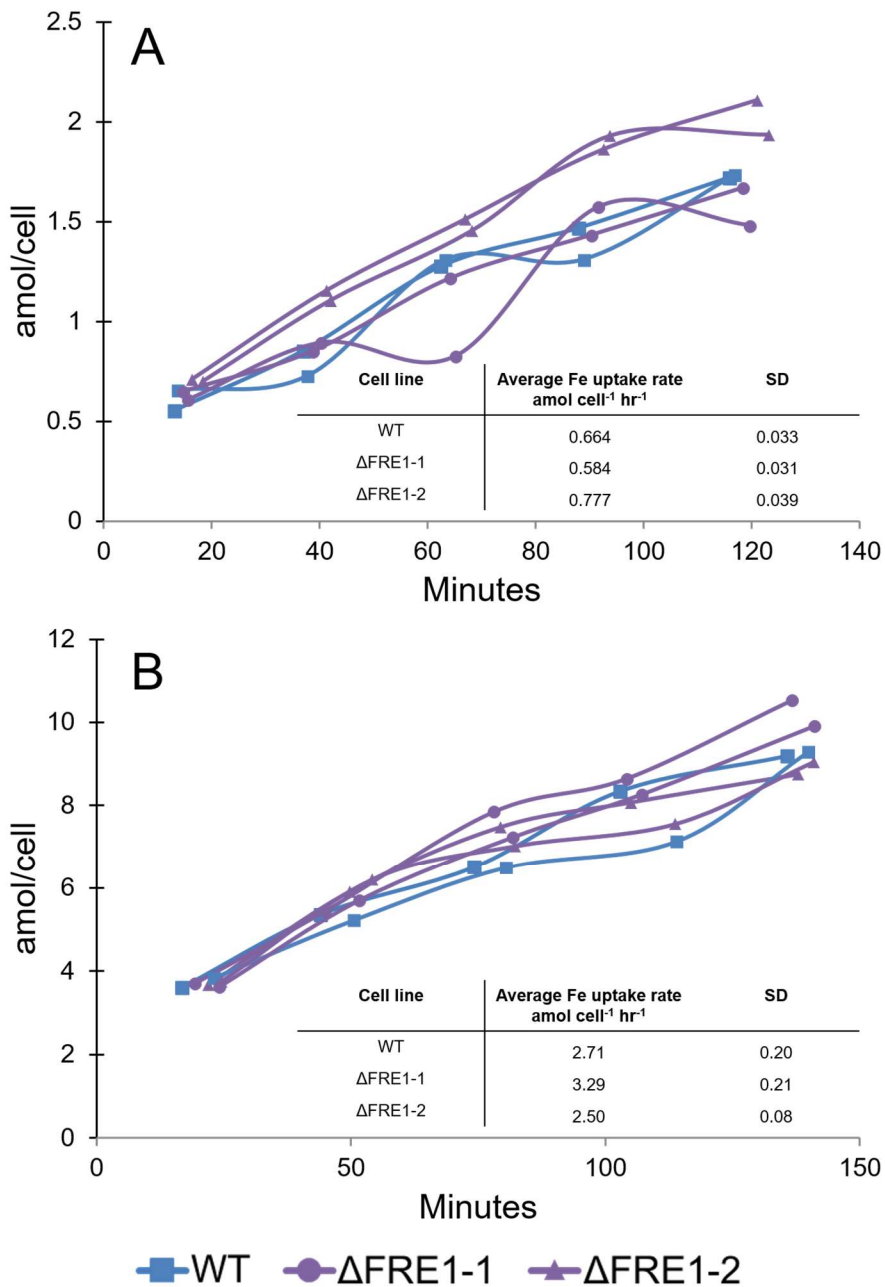 A
2.5
2
1.5
1
0.5
0
amol/cell
Cell line Average Fe uptake rate SD
amol cell⁻¹ hr⁻¹
WT 0.664 0.033
ΔFRE1-1 0.584 0.031
ΔFRE1-2 0.777 0.039
0 20 40 60 80 100 120 140
Minutes
B
12
10
8
6
4
2
0
amol/cell
Cell line Average Fe uptake rate SD
amol cell⁻¹ hr⁻¹
WT 2.71 0.20
ΔFRE1-1 3.29 0.21
ΔFRE1-2 2.50 0.08
0 50 100 150
Minutes
WT ΔFRE1-1 ΔFRE1-2